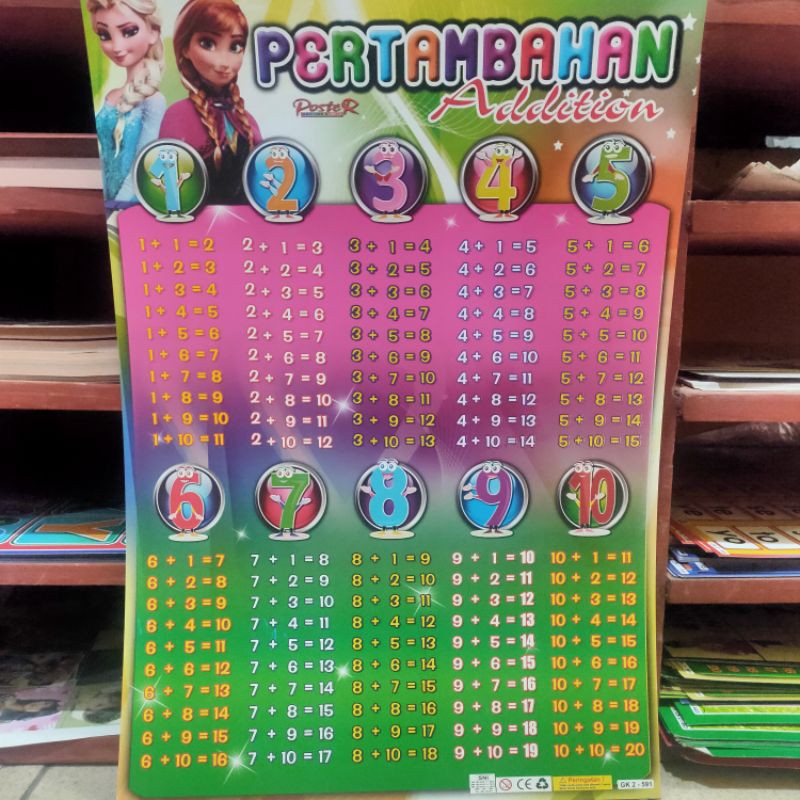 PERTAMBAHAN
Addition
PosteR
1
1 + 1 = 2
1 + 2 = 3
1 + 3 = 4
1 + 4 = 5
1 + 5 = 6
1 + 6 = 7
1 + 7 = 8
1 + 8 = 9
1 + 9 = 10
1 + 10 = 11
2
2 + 1 = 3
2 + 2 = 4
2 + 3 = 5
2 + 4 = 6
2 + 5 = 7
2 + 6 = 8
2 + 7 = 9
2 + 8 = 10
2 + 9 = 11
2 + 10 = 12
3
3 + 1 = 4
3 + 2 = 5
3 + 3 = 6
3 + 4 = 7
3 + 5 = 8
3 + 6 = 9
3 + 7 = 10
3 + 8 = 11
3 + 9 = 12
3 + 10 = 13
4
4 + 1 = 5
4 + 2 = 6
4 + 3 = 7
4 + 4 = 8
4 + 5 = 9
4 + 6 = 10
4 + 7 = 11
4 + 8 = 12
4 + 9 = 13
4 + 10 = 14
5
5 + 1 = 6
5 + 2 = 7
5 + 3 = 8
5 + 4 = 9
5 + 5 = 10
5 + 6 = 11
5 + 7 = 12
5 + 8 = 13
5 + 9 = 14
5 + 10 = 15
6
6 + 1 = 7
6 + 2 = 8
6 + 3 = 9
6 + 4 = 10
6 + 5 = 11
6 + 6 = 12
6 + 7 = 13
6 + 8 = 14
6 + 9 = 15
6 + 10 = 16
7
7 + 1 = 8
7 + 2 = 9
7 + 3 = 10
7 + 4 = 11
7 + 5 = 12
7 + 6 = 13
7 + 7 = 14
7 + 8 = 15
7 + 9 = 16
7 + 10 = 17
8
8 + 1 = 9
8 + 2 = 10
8 + 3 = 11
8 + 4 = 12
8 + 5 = 13
8 + 6 = 14
8 + 7 = 15
8 + 8 = 16
8 + 9 = 17
8 + 10 = 18
9
9 + 1 = 10
9 + 2 = 11
9 + 3 = 12
9 + 4 = 13
9 + 5 = 14
9 + 6 = 15
9 + 7 = 16
9 + 8 = 17
9 + 9 = 18
9 + 10 = 19
10
10 + 1 = 11
10 + 2 = 12
10 + 3 = 13
10 + 4 = 14
10 + 5 = 15
10 + 6 = 16
10 + 7 = 17
10 + 8 = 18
10 + 9 = 19
10 + 10 = 20
SNI
CE
Peringatan !
GK 2 - 591